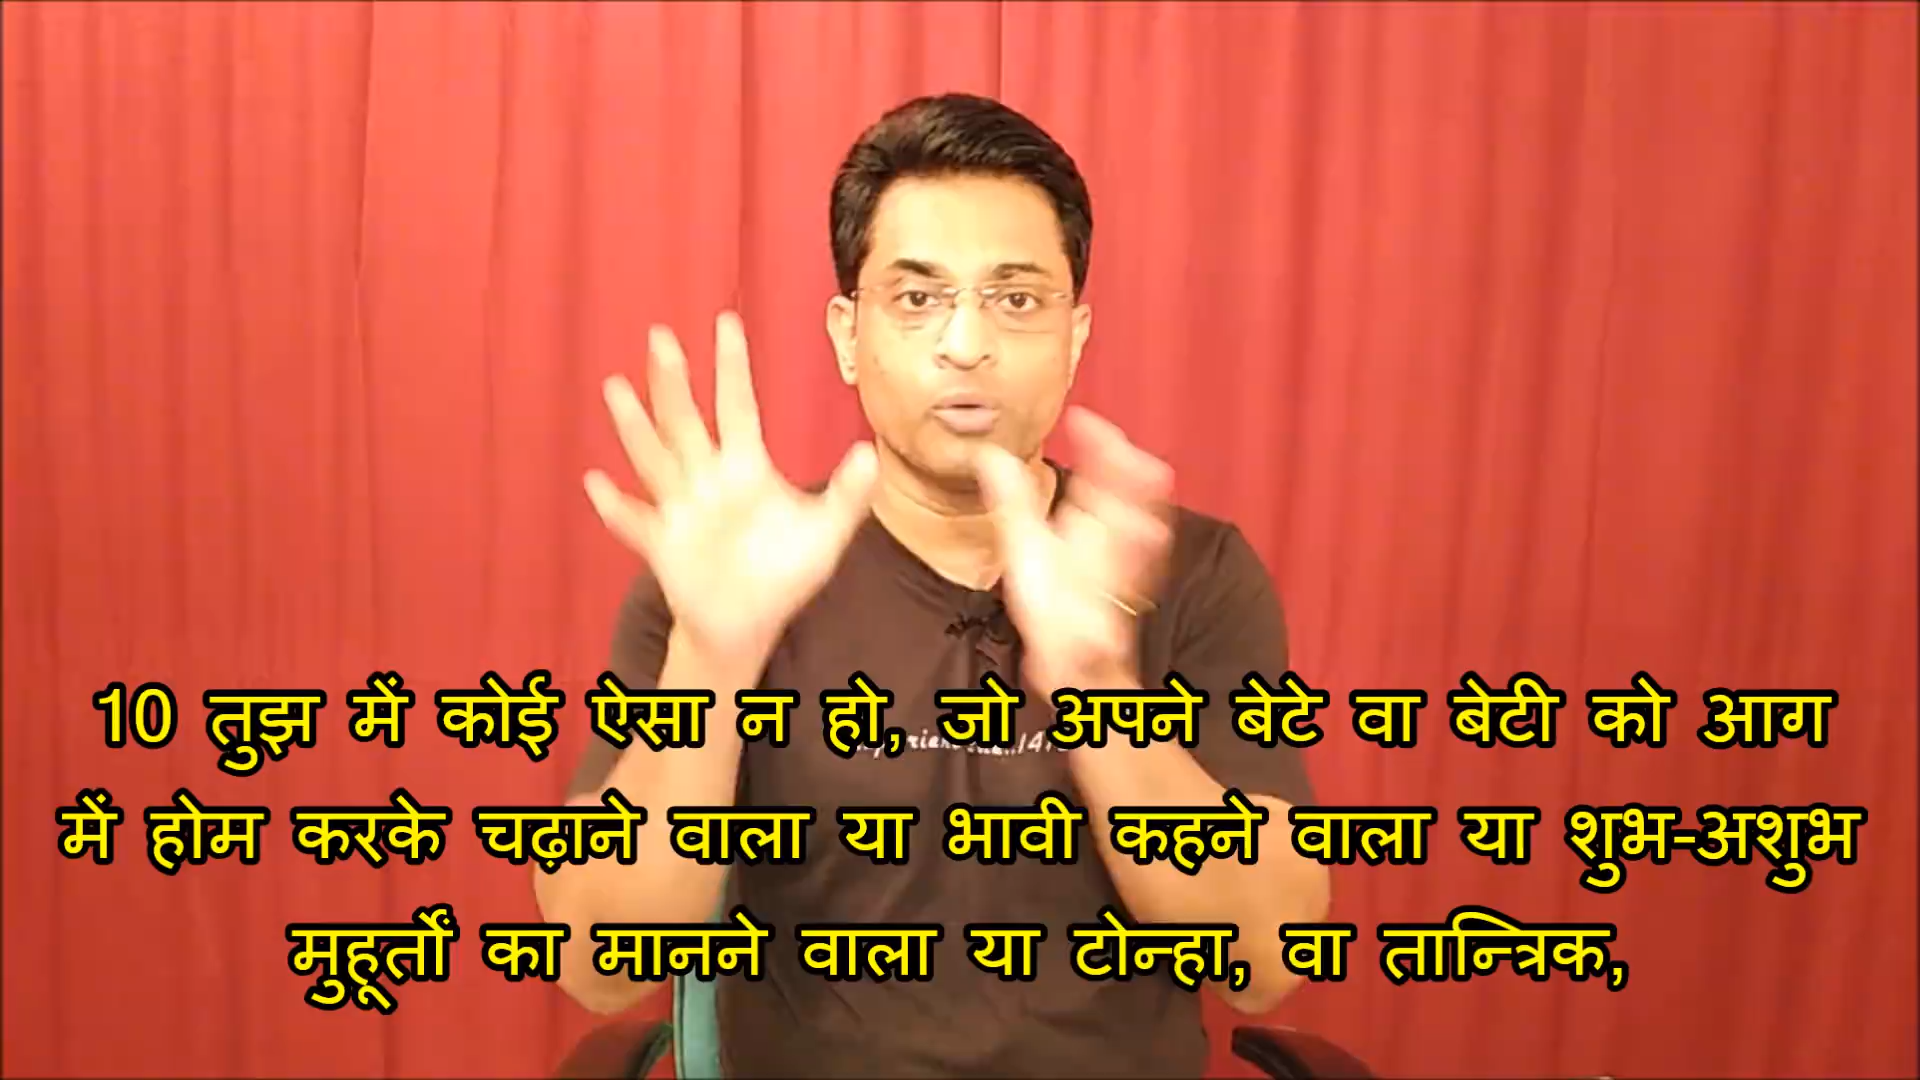 10 तुझ में कोई ऐसा न हो, जो अपने बेटे वा बेटी को आग
में होम करके चढ़ाने वाला या भावी कहने वाला या शुभ-अशुभ
मुहूर्तों का मानने वाला या टोन्हा, वा तान्त्रिक,